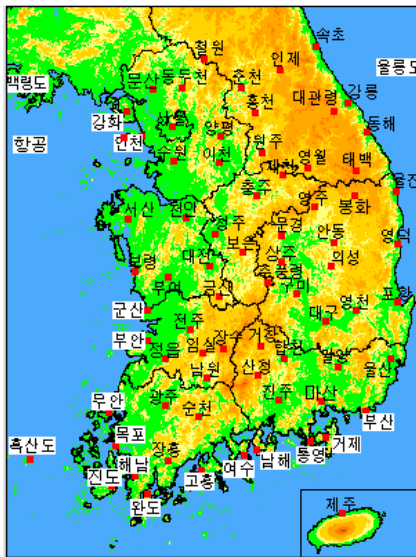 속초
철원
인제
울릉도
백령도
문산
동두천
춘천
강화
홍천
대관령
강릉
서울
인천
양평
동해
항공
수원
이천
원주
제천
영월
태백
울진
충주
영주
봉화
서산
천안
청주
문경
안동
영덕
보은
상주
의성
보령
대전
추풍령
부여
금산
구미
영천
포항
군산
전주
대구
부안
정읍
임실
장수
거창
합천
밀양
울산
남원
산청
무안
광주
순천
진주
마산
부산
목포
흑산도
해남
장흥
여수
남해
통영
거제
진도
고흥
완도
제주